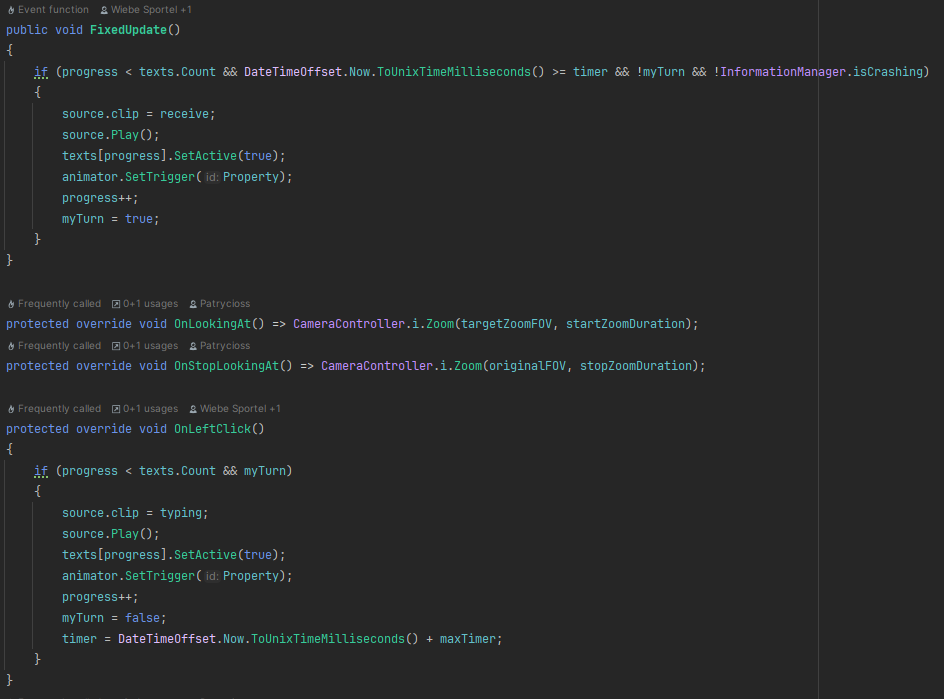 Event function Wiebe Sportel +1
public void FixedUpdate()
{
if (progress < texts.Count && DateTimeOffset.Now.ToUnixTimeMilliseconds() >= timer && !myTurn && !InformationManager.isCrashing)
{
source.clip = receive;
source.Play();
texts[progress].SetActive(true);
animator.SetTrigger(id: Property);
progress++;
myTurn = true;
}
}
Frequently called 0+1 usages Patrycioss
protected override void OnLookingAt() => CameraController.i.Zoom(targetZoomFOV, startZoomDuration);
Frequently called 0+1 usages Patrycioss
protected override void OnStopLookingAt() => CameraController.i.Zoom(originalFOV, stopZoomDuration);
Frequently called 0+1 usages Wiebe Sportel +1
protected override void OnLeftClick()
{
if (progress < texts.Count && myTurn)
{
source.clip = typing;
source.Play();
texts[progress].SetActive(true);
animator.SetTrigger(id: Property);
progress++;
myTurn = false;
timer = DateTimeOffset.Now.ToUnixTimeMilliseconds() + maxTimer;
}
}